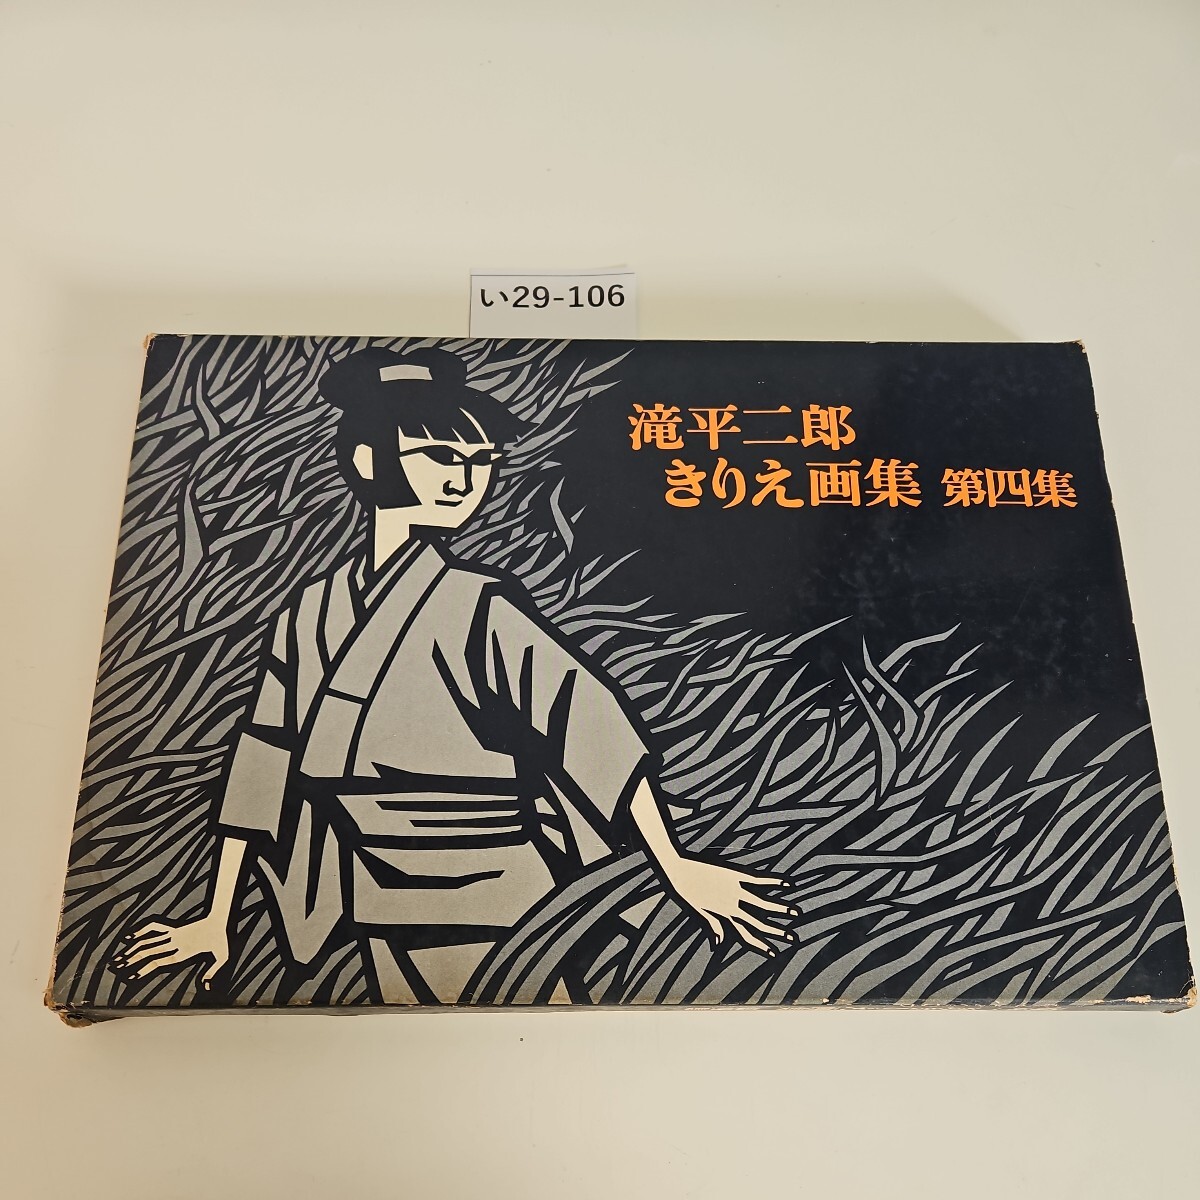 い29-106
滝平二郎
きりえ画集 第四集